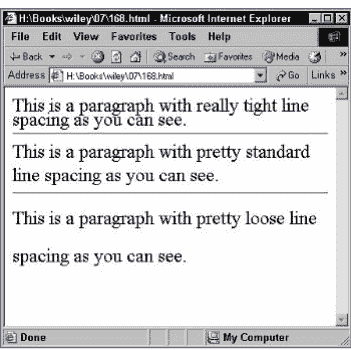 H:\Books\wiley\07\168.html - Microsoft Internet Explorer
File Edit View Favorites Tools Help
Back Search Favorites Media »
Address H:\Books\wiley\07\168.html Go Links »
This is a paragraph with really tight line
spacing as you can see.
This is a paragraph with pretty standard
line spacing as you can see.
This is a paragraph with pretty loose line
spacing as you can see.
Done My Computer